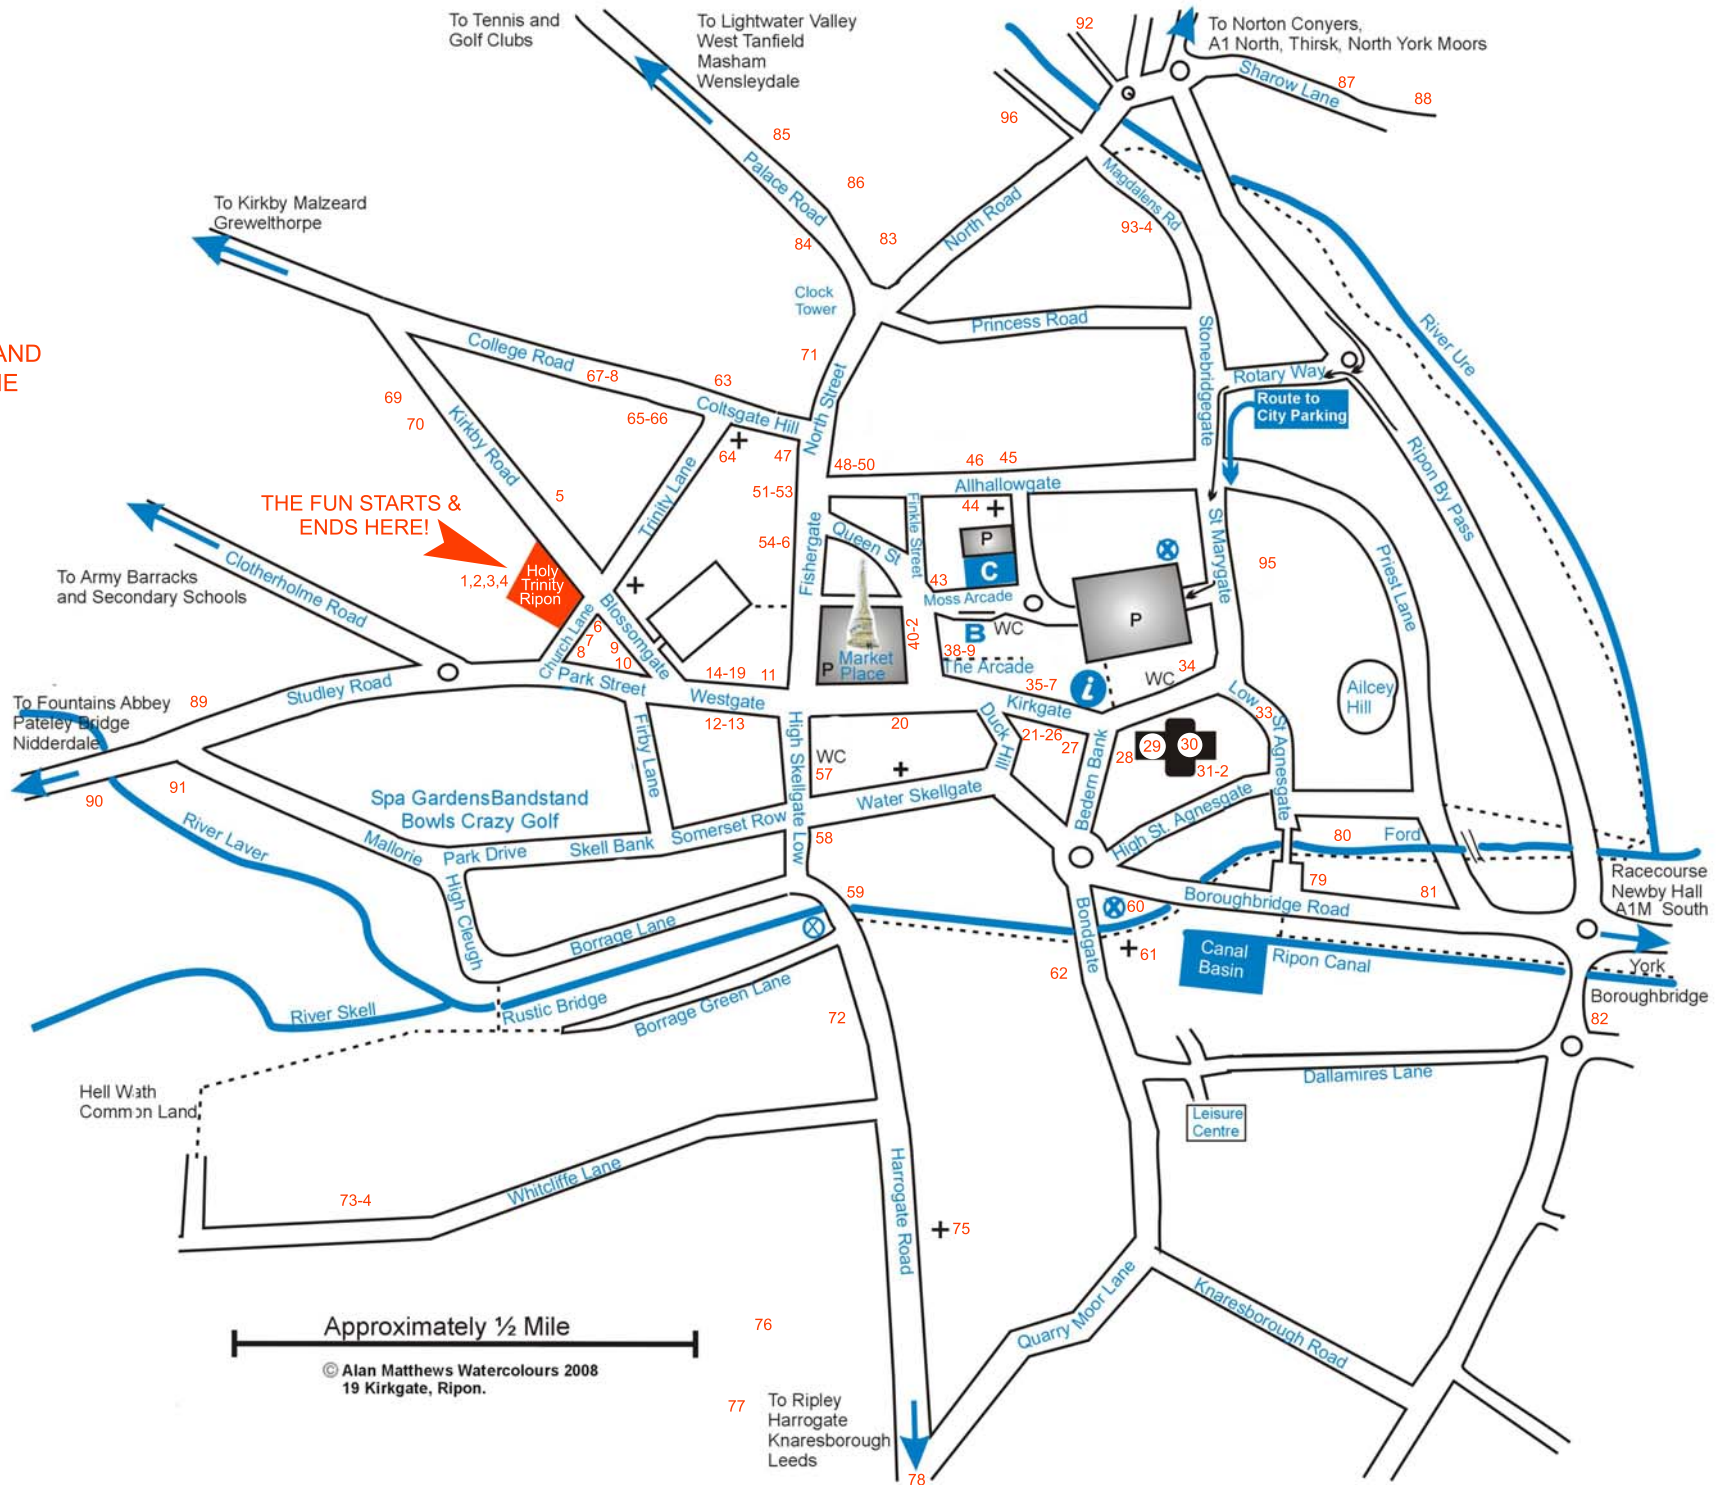 To Tennis and
Golf Clubs
To Lightwater Valley
West Tanfield
Masham
Wensleydale
92
To Norton Conyers,
A1 North, Thirsk, North York Moors
Sharow Lane
87
88
96
85
Palace Road
86
Magdalens Rd
93-4
North Road
84
83
To Kirkby Malzeard
Grewelthorpe
Clock
Tower
Princess Road
River Ure
71
College Road
67-8
63
65-66
Coltsgate Hill
North Street
Stonebridgegate
Rotary Way
Route to
City Parking
Ripon By Pass
AND
69
70
Kirkby Road
64
47
48-50
46
45
Allhallowgate
5
Trinity Lane
51-53
54-6
Fishergate
Queen St
Finkle Street
44
P
C
43
Moss Arcade
St Marygate
95
Priest Lane
THE FUN STARTS &
ENDS HERE!
1,2,3,4
Holy
Trinity
Ripon
To Army Barracks
and Secondary Schools
Clotherholme Road
Church Lane
Blossomgate
6
7
8
9
10
P
Market
Place
40-2
B
WC
38-9
The Arcade
P
35-7
i
WC
34
Ailcey
Hill
To Fountains Abbey
Pateley Bridge
Nidderdale
89
Studley Road
Park Street
14-19
11
Westgate
12-13
20
Kirkgate
Duck Hill
21-26
27
Bedern Bank
28
29
30
31-2
Low
33
St Agnesgate
Firby Lane
High Skellgate Low
WC
57
Water Skellgate
58
90
91
Spa GardensBandstand
Bowls Crazy Golf
River Laver
Mallorie
Park Drive
Skell Bank
Somerset Row
High St. Agnesgate
80
Ford
79
81
Boroughbridge Road
Racecourse
Newby Hall
A1M South
High Cleugh
Borrage Lane
59
60
Bondgate
61
62
Canal
Basin
Ripon Canal
York
Boroughbridge
82
River Skell
Rustic Bridge
Borrage Green Lane
72
Dallamires Lane
Leisure
Centre
Hell Wath
Common Land
Whitcliffe Lane
73-4
Harrogate Road
75
Quarry Moor Lane
Knaresborough Road
76
Approximately ½ Mile
© Alan Matthews Watercolours 2008
19 Kirkgate, Ripon.
77
To Ripley
Harrogate
Knaresborough
Leeds
78